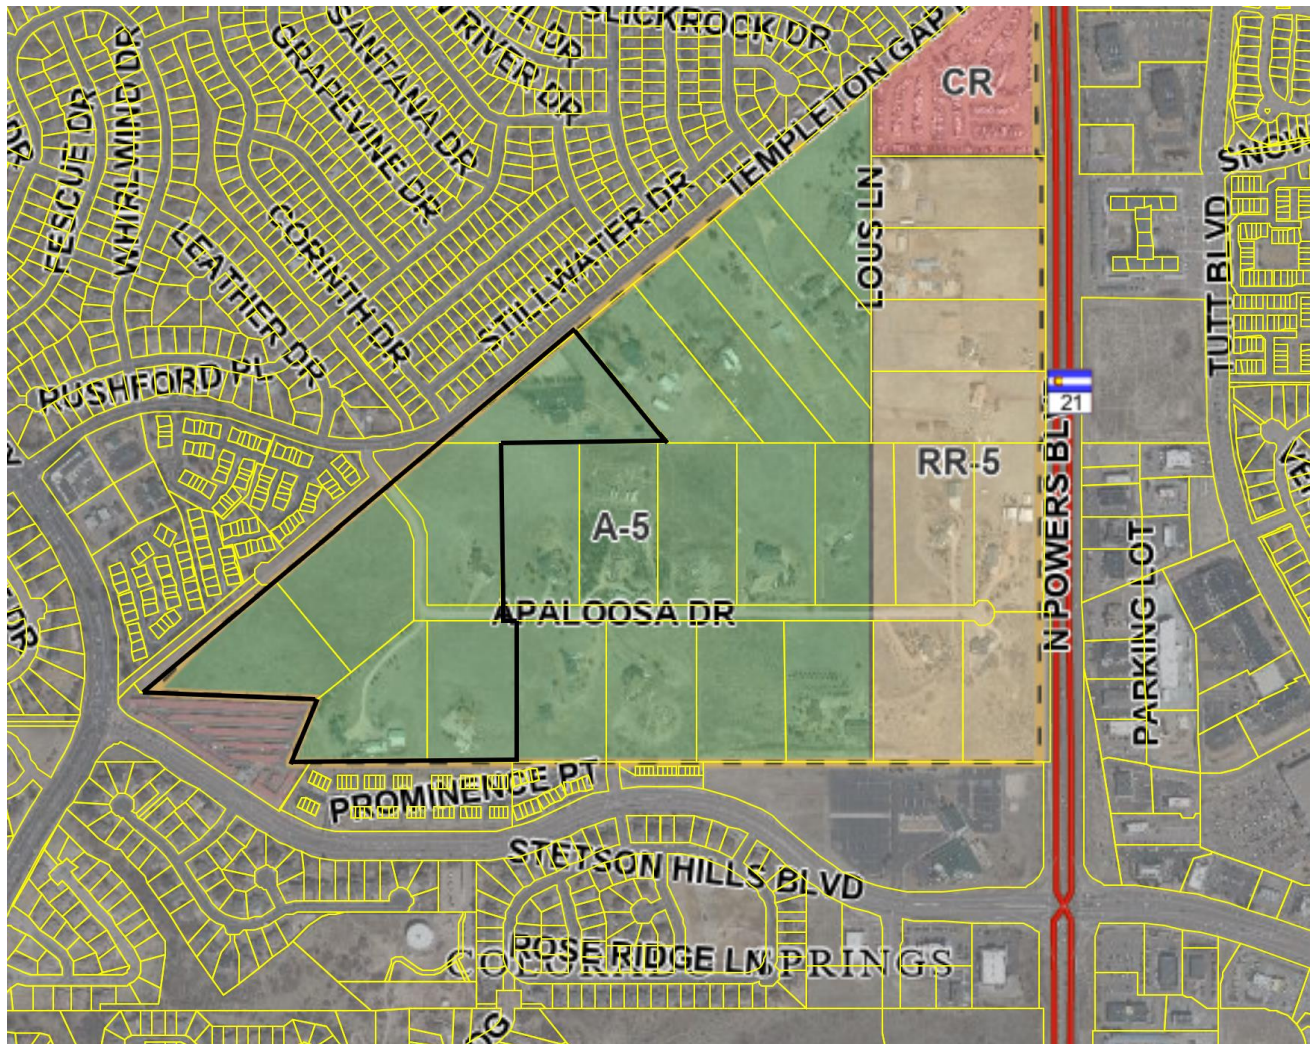 SLICKROCK DR
RIVER DR
SANTANA DR
GRAPEVINE DR
WHIRLWIND DR
FESCUE DR
TEMPLETON GAP
CR
SNOW
LEATHER DR
CORINTH DR
STILLWATER DR
LOUS LN
TUTT BLVD
RUSHFORD PL
21
RR-5
A-5
N POWERS BLV
APALOOSA DR
PARKING LOT
PROMINENCE PT
STETSON HILLS BLVD
ROSE RIDGE LN
COLORADO SPRINGS